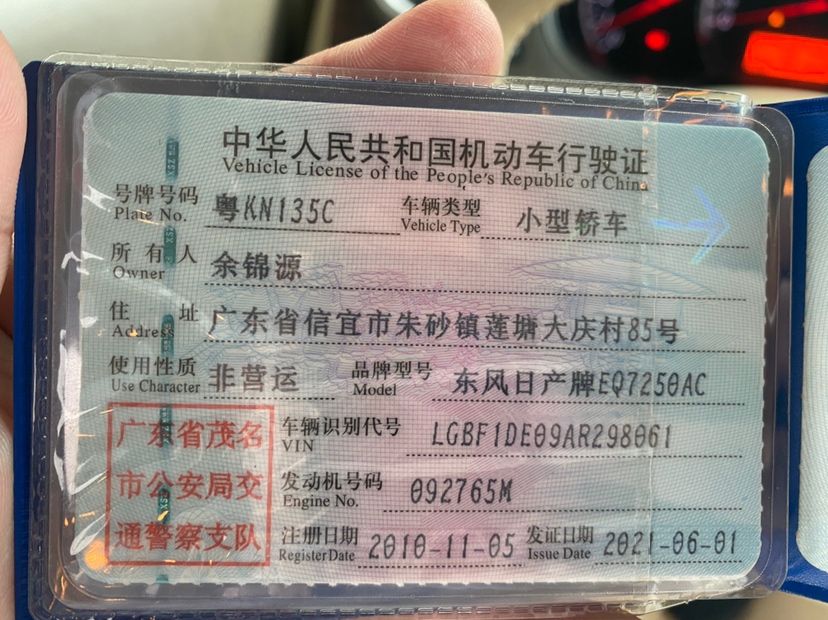 中华人民共和国机动车行驶证
Vehicle License of the People's Republic of China
号牌号码 粤KN135C 车辆类型 小型轿车
Plate No. Vehicle Type
所有人 余锦源
Owner
住址 广东省信宜市朱砂镇莲塘大庆村85号
Address
使用性质 非营运 品牌型号 东风日产牌EQ7250AC
Use Character Model
广东省茂名 车辆识别代号 LGBF1DE09AR298061
VIN
市公安局交 发动机号码 092765M
Engine No.
通警察支队 注册日期 2010-11-05 发证日期 2021-06-01
Register Date Issue Date